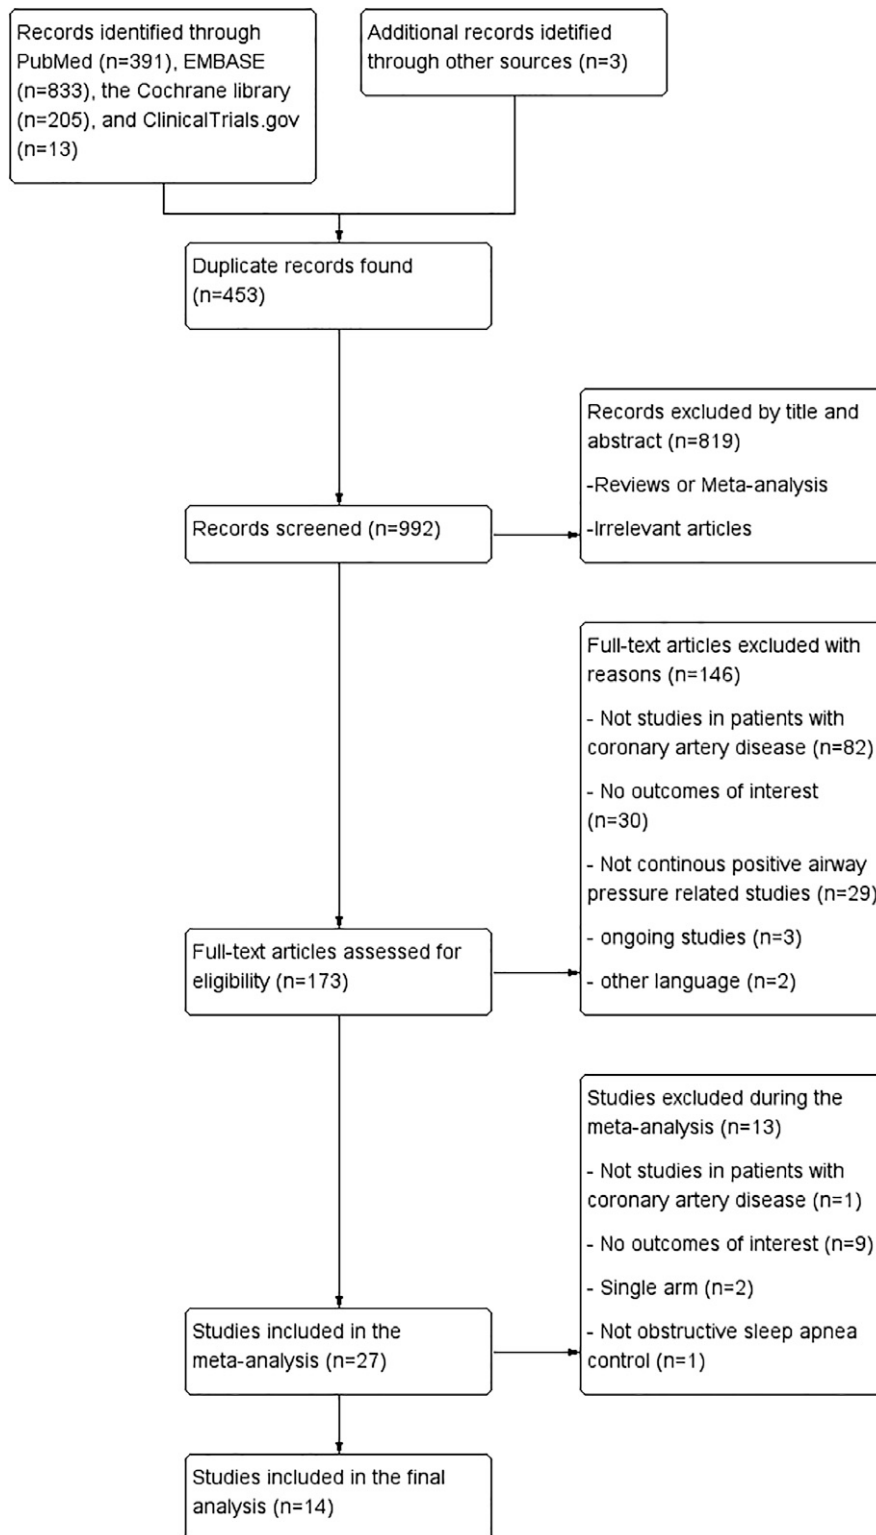 Records identified through
PubMed (n=391), EMBASE
(n=833), the Cochrane library
(n=205), and ClinicalTrials.gov
(n=13)
Additional records idetified
through other sources (n=3)
Duplicate records found
(n=453)
Records screened (n=992)
Records excluded by title and
abstract (n=819)
-Reviews or Meta-analysis
-Irrelevant articles
Full-text articles assessed for
eligibility (n=173)
Full-text articles excluded with
reasons (n=146)
- Not studies in patients with
coronary artery disease (n=82)
- No outcomes of interest
(n=30)
- Not continous positive airway
pressure related studies (n=29)
- ongoing studies (n=3)
- other language (n=2)
Studies included in the
meta-analysis (n=27)
Studies excluded during the
meta-analysis (n=13)
- Not studies in patients with
coronary artery disease (n=1)
- No outcomes of interest (n=9)
- Single arm (n=2)
- Not obstructive sleep apnea
control (n=1)
Studies included in the final
analysis (n=14)